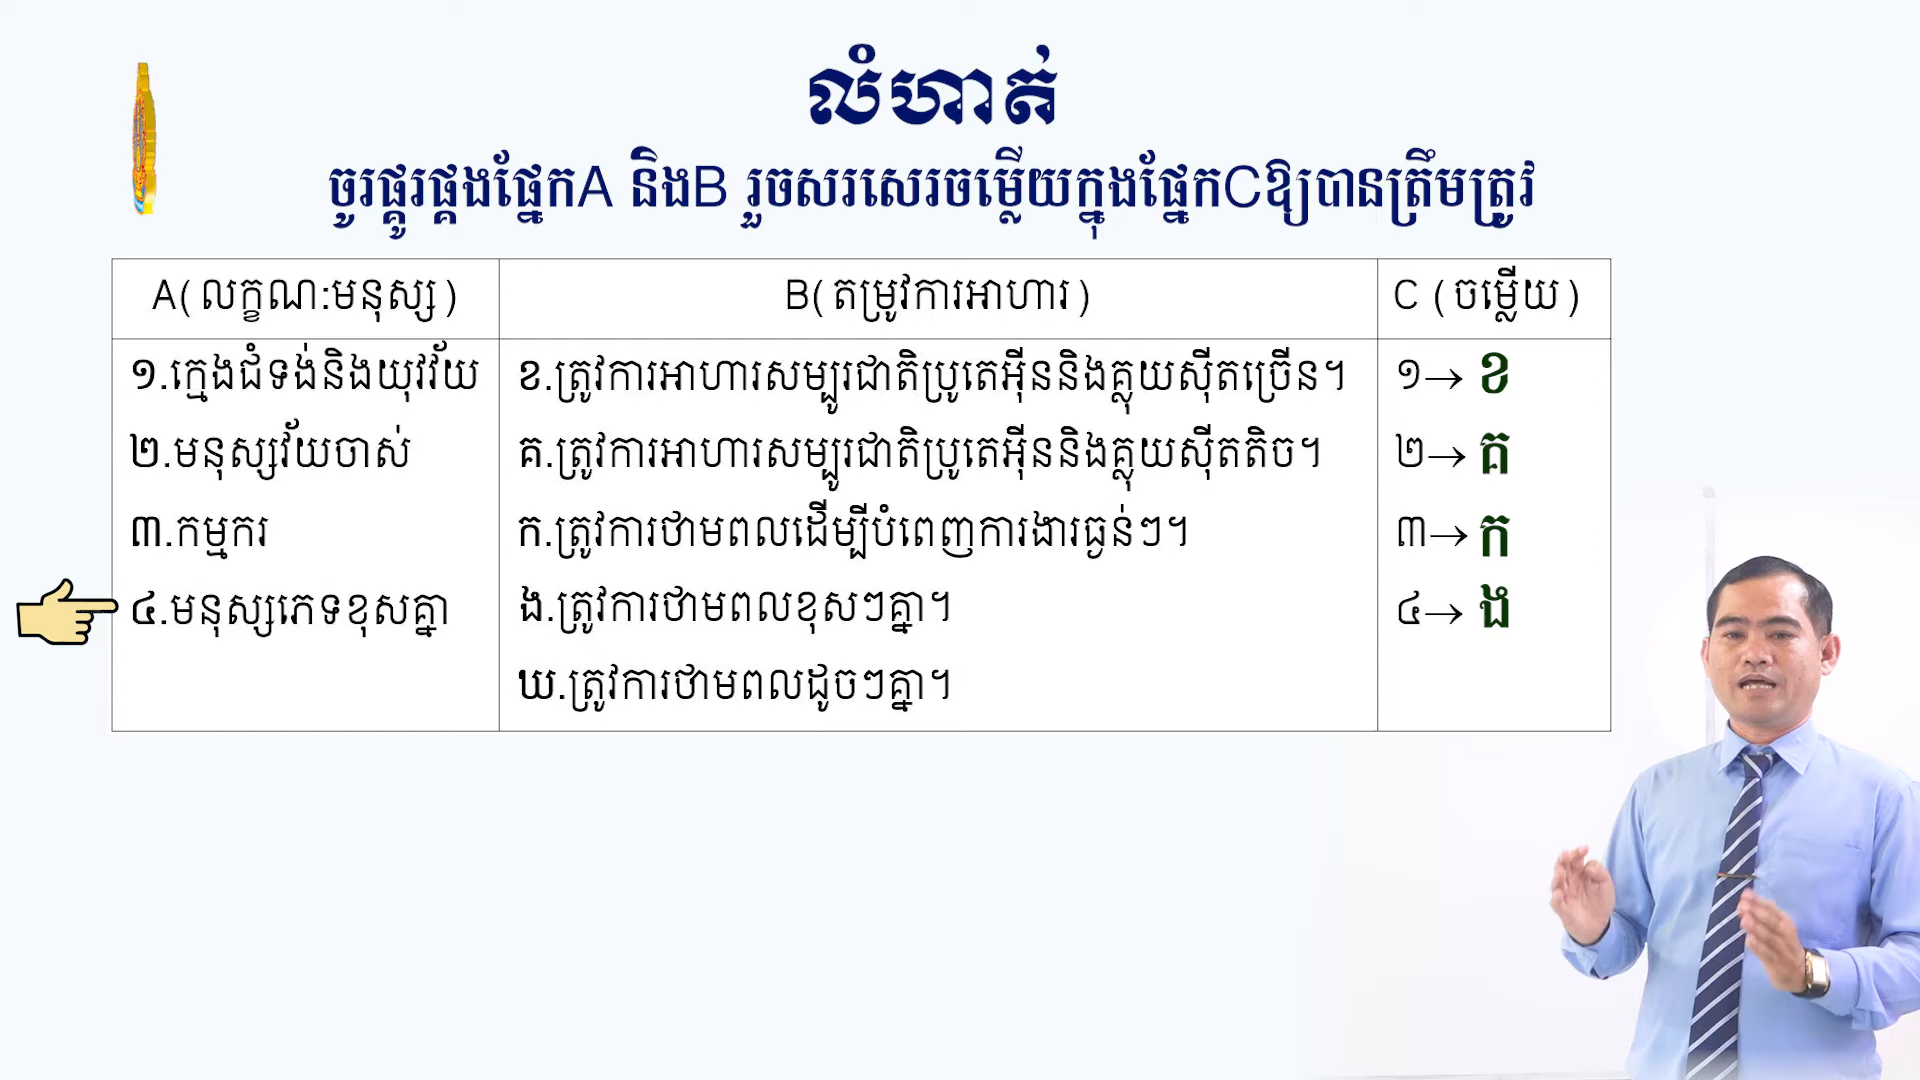 លំហាត់
ចូរផ្គូរផ្គងផ្នែកA និងB រួចសរសេរចម្លើយក្នុងផ្នែកCឱ្យបានត្រឹមត្រូវ
A(លក្ខណ:មនុស្ស) B(តម្រូវការអាហារ) C (ចម្លើយ)
១.ក្មេងជំទង់និងយុវវ័យ ខ.ត្រូវការអាហារសម្បូរជាតិប្រូតេអ៊ីននិងគ្លុយស៊ីតច្រើន។ ១→ ខ
២.មនុស្សវ័យចាស់ គ.ត្រូវការអាហារសម្បូរជាតិប្រូតេអ៊ីននិងគ្លុយស៊ីតតិច។ ២→ គ
៣.កម្មករ ក.ត្រូវការថាមពលដើម្បីបំពេញការងារធ្ងន់ៗ។ ៣→ ក
៤.មនុស្សភេទខុសគ្នា ង.ត្រូវការថាមពលខុសៗគ្នា។ ៤→ ង
ឃ.ត្រូវការថាមពលដូចៗគ្នា។